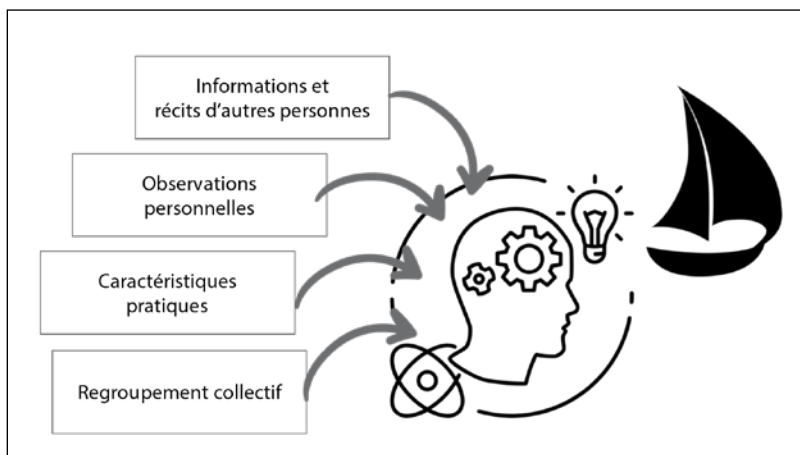 Informations et
récits d'autres personnes
Observations
personnelles
Caractéristiques
pratiques
Regroupement collectif